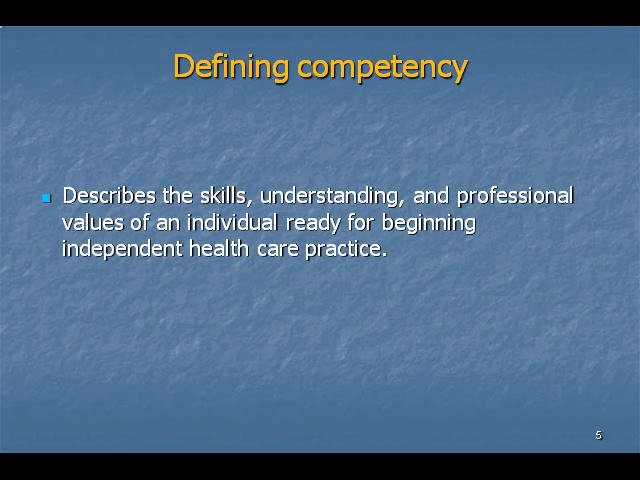 Defining competency
Describes the skills, understanding, and professional
values of an individual ready for beginning
independent health care practice.
5